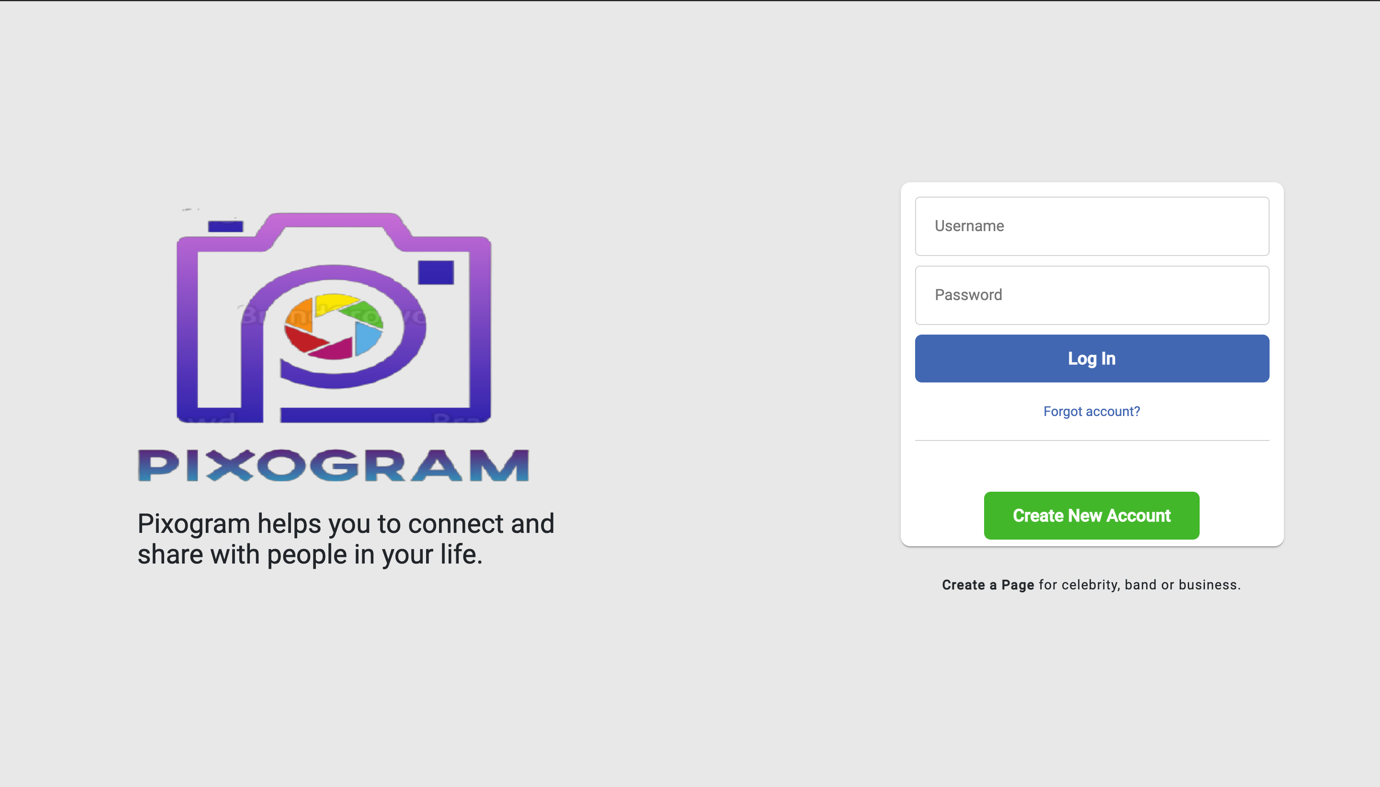 PIXOGRAM
Pixogram helps you to connect and
share with people in your life.
Username
Password
Log In
Forgot account?
Create New Account
Create a Page for celebrity, band or business.